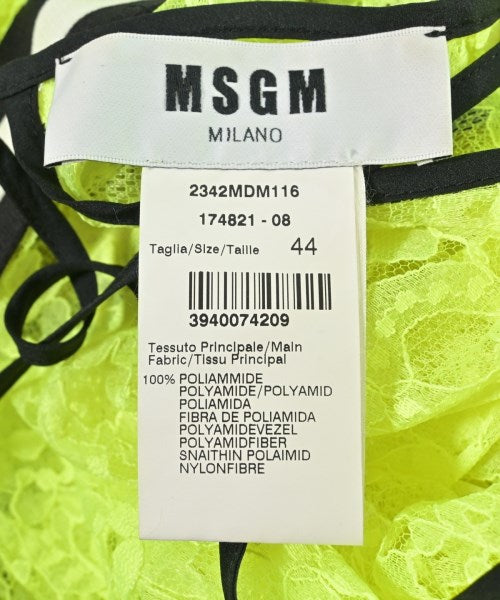 MSGM
MILANO
2342MDM116
174821 - 08
Taglia/Size/Taille 44
3940074209
Tessuto Principale/Main
Fabric/Tissu Principal
100% POLIAMMIDE
POLYAMIDE/POLYAMID
POLIAMIDA
FIBRA DE POLIAMIDA
POLYAMIDEVEZEL
POLYAMIDFIBER
SNAITHIN POLAIMID
NYLONFIBRE